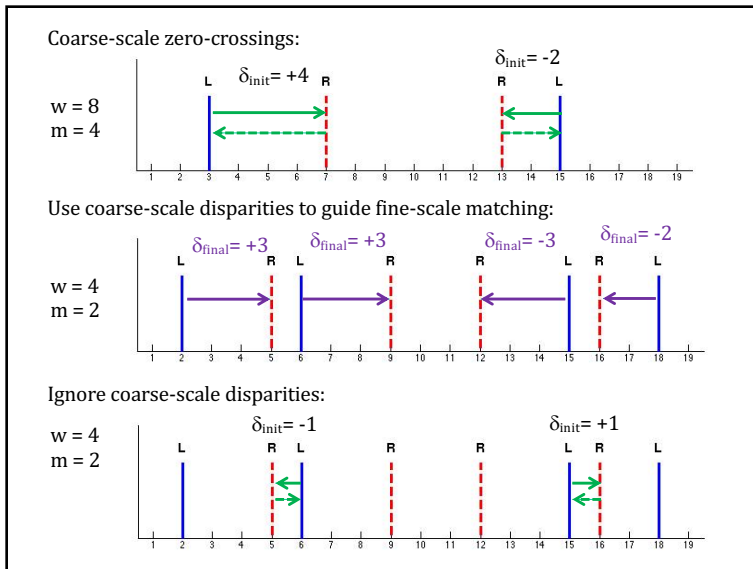 Coarse-scale zero-crossings:
δinit= +4
δinit= -2
L R R L
w = 8
m = 4
1 2 3 4 5 6 7 8 9 10 11 12 13 14 15 16 17 18 19
Use coarse-scale disparities to guide fine-scale matching:
δfinal= +3 δfinal= +3 δfinal= -3 δfinal= -2
L R L R R L R L
w = 4
m = 2
1 2 3 4 5 6 7 8 9 10 11 12 13 14 15 16 17 18 19
Ignore coarse-scale disparities:
δinit= -1 δinit= +1
w = 4
m = 2
L R L R R L R L
1 2 3 4 5 6 7 8 9 10 11 12 13 14 15 16 17 18 19